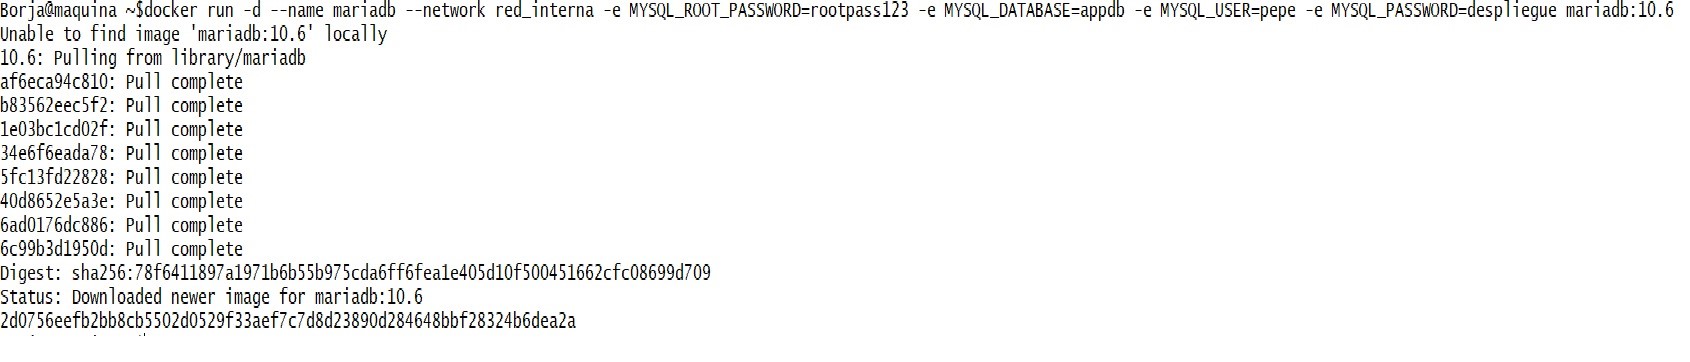 Borja@maquina ~$docker run -d --name mariadb --network red_interna -e MYSQL_ROOT_PASSWORD=rootpass123 -e MYSQL_DATABASE=appdb -e MYSQL_USER=pepe -e MYSQL_PASSWORD=despliegue mariadb:10.6
Unable to find image 'mariadb:10.6' locally
10.6: Pulling from library/mariadb
af6eca94c810: Pull complete
b83562eec5f2: Pull complete
1e03bc1cd02f: Pull complete
34e6f6eada78: Pull complete
5fc13fd22828: Pull complete
40d8652e5a3e: Pull complete
6ad0176dc886: Pull complete
6c99b3d1950d: Pull complete
Digest: sha256:78f6411897a1971b6b55b975cda6ff6fea1e405d10f500451662cfc08699d709
Status: Downloaded newer image for mariadb:10.6
2d0756eefb2bb8cb5502d0529f33aef7c7d8d23890d284648bbf28324b6dea2a